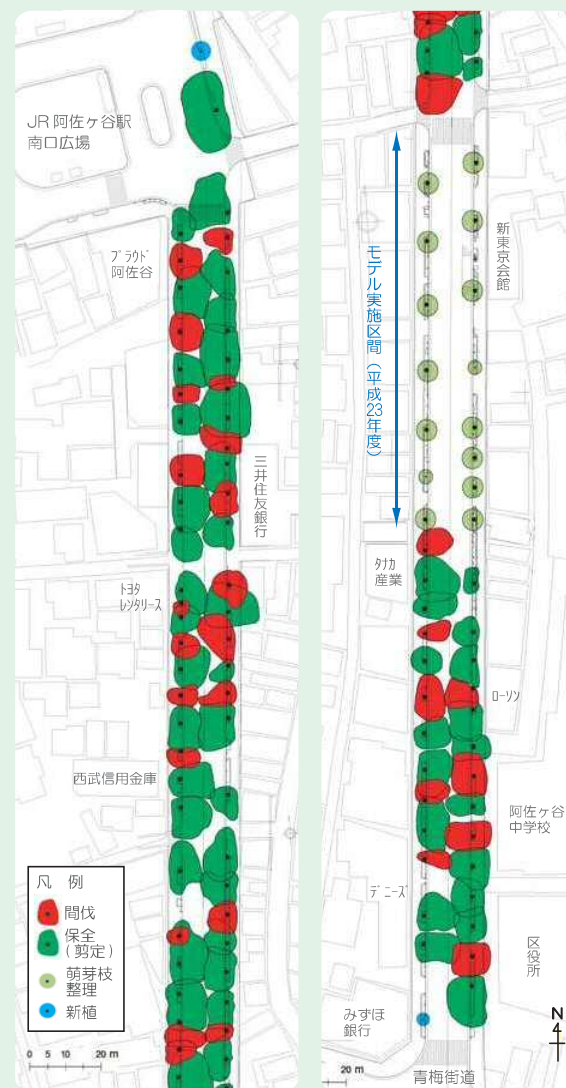 JR 阿佐ヶ谷駅
南口広場
プラウド
阿佐谷
三井住友銀行
トヨタ
レンタリース
西武信用金庫
凡 例
間伐
保全
(剪定)
萌芽枝
整理
新植
0 5 10 20 m
モデル実施区間（平成23年度）
新東京会館
タナカ
産業
ローソン
阿佐ヶ谷
中学校
デニーズ
区役所
みずほ
銀行
N
4
20 m
青梅街道